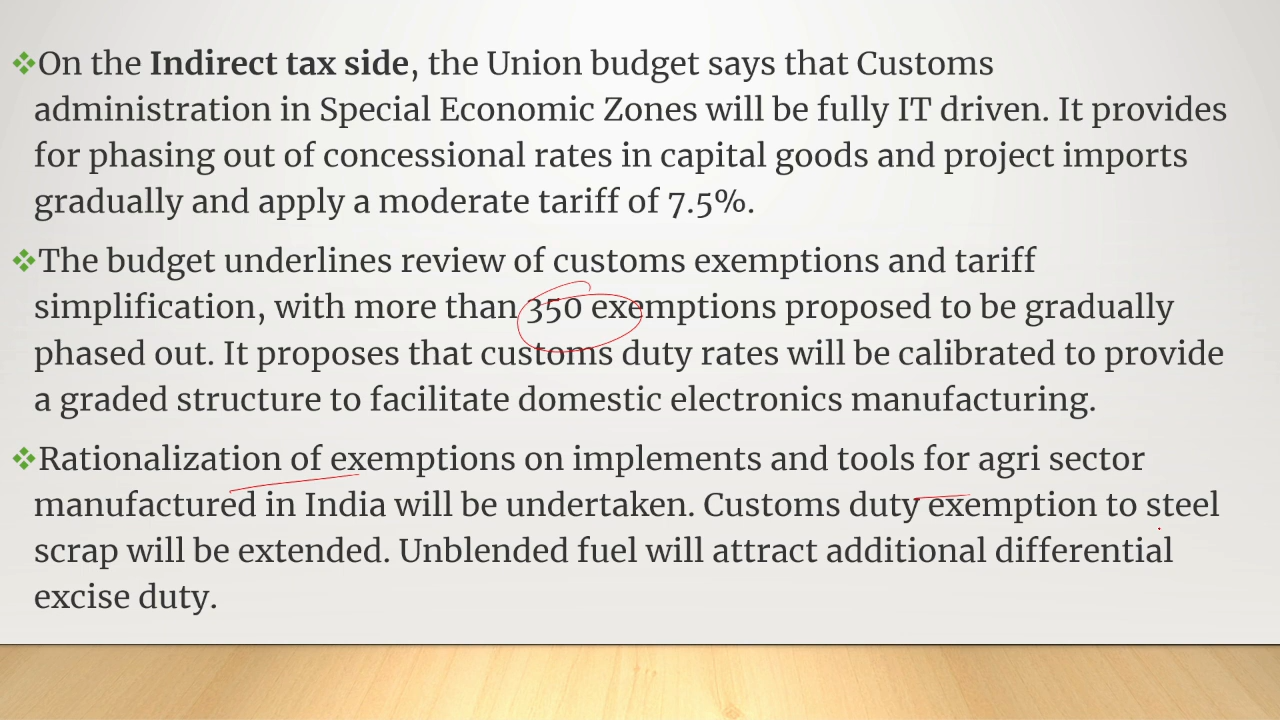 On the Indirect tax side, the Union budget says that Customs
administration in Special Economic Zones will be fully IT driven. It provides
for phasing out of concessional rates in capital goods and project imports
gradually and apply a moderate tariff of 7.5%.
The budget underlines review of customs exemptions and tariff
simplification, with more than 350 exemptions proposed to be gradually
phased out. It proposes that customs duty rates will be calibrated to provide
a graded structure to facilitate domestic electronics manufacturing.
Rationalization of exemptions on implements and tools for agri sector
manufactured in India will be undertaken. Customs duty exemption to steel
scrap will be extended. Unblended fuel will attract additional differential
excise duty.